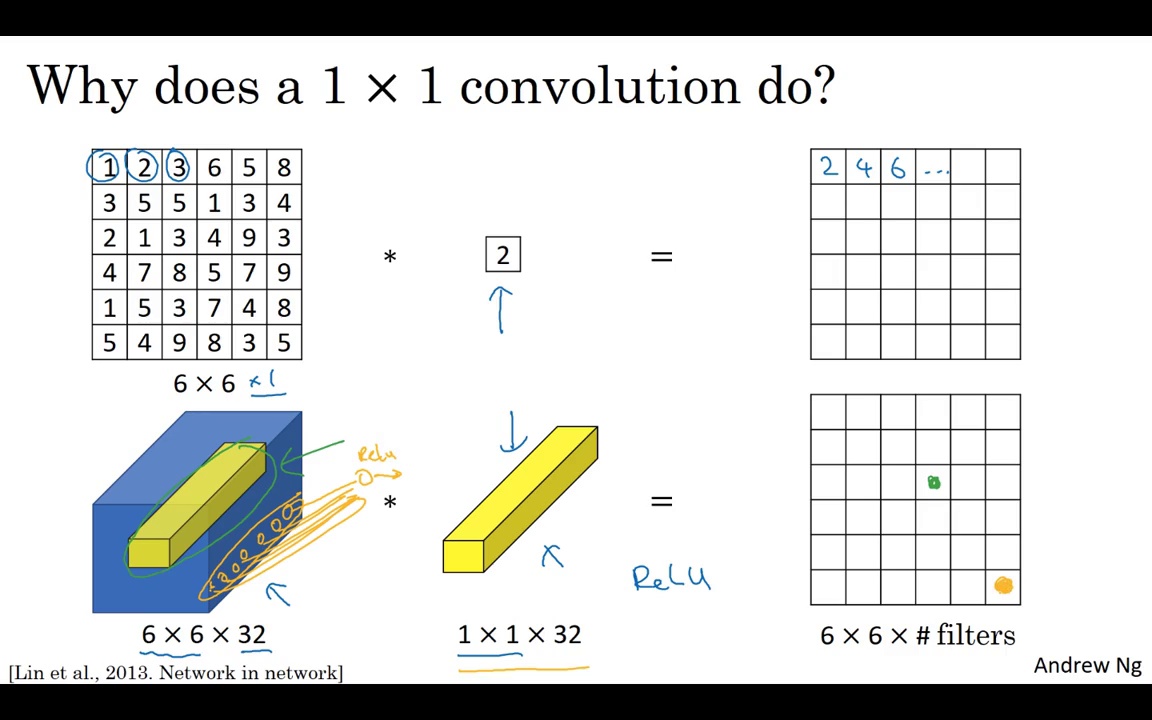 Why does a 1 × 1 convolution do?
1 2 3 6 5 8
3 5 5 1 3 4
2 1 3 4 9 3
4 7 8 5 7 9
1 5 3 7 4 8
5 4 9 8 3 5
* 2 =
2 4 6 ...
6 × 6 ×1
ReLU
* =
ReLU
6 × 6 × 32
1 × 1 × 32
6 × 6 × # filters
[Lin et al., 2013. Network in network]
Andrew Ng